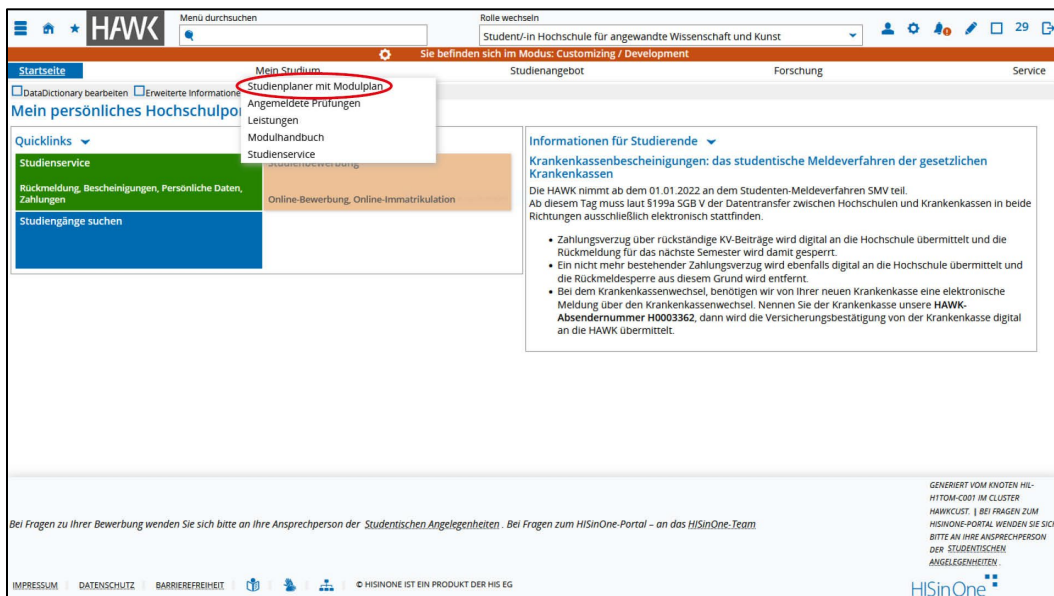 HAWK
Menü durchsuchen
Rolle wechseln
Student/-in Hochschule für angewandte Wissenschaft und Kunst
29
Sie befinden sich im Modus: Customizing / Development
Startseite
Mein Studium
Studienangebot
Forschung
Service
DataDictionary bearbeiten
Erweiterte Informatione
Studienplaner mit Modulplan
Angemeldete Prüfungen
Leistungen
Modulhandbuch
Studienservice
Mein persönliches Hochschulpor
Quicklinks
Studienservice
Rückmeldung, Bescheinigungen, Persönliche Daten,
Zahlungen
Studienbewerbung
Online-Bewerbung, Online-Immatrikulation
Studiengänge suchen
Informationen für Studierende
Krankenkassenbescheinigungen: das studentische Meldeverfahren der gesetzlichen
Krankenkassen
Die HAWK nimmt ab dem 01.01.2022 an dem Studenten-Meldeverfahren SMV teil.
Ab diesem Tag muss laut §199a SGB V der Datentransfer zwischen Hochschulen und Krankenkassen in beide
Richtungen ausschließlich elektronisch stattfinden.
• Zahlungsverzug über rückständige KV-Beiträge wird digital an die Hochschule übermittelt und die
Rückmeldung für das nächste Semester wird damit gesperrt.
• Ein nicht mehr bestehender Zahlungsverzug wird ebenfalls digital an die Hochschule übermittelt und
die Rückmeldesperre aus diesem Grund wird entfernt.
• Bei dem Krankenkassenwechsel, benötigen wir von Ihrer neuen Krankenkasse eine elektronische
Meldung über den Krankenkassenwechsel. Nennen Sie der Krankenkasse unsere HAWK-
Absendernummer H0003362, dann wird die Versicherungsbestätigung von der Krankenkasse digital
an die HAWK übermittelt.
Bei Fragen zu Ihrer Bewerbung wenden Sie sich bitte an Ihre Ansprechperson der Studentischen Angelegenheiten . Bei Fragen zum HISinOne-Portal – an das HISinOne-Team
GENERIERT VOM KNOTEN HIL-
H1TOM-C001 IM CLUSTER
HAWKCUST. | BEI FRAGEN ZUM
HISINONE-PORTAL WENDEN SIE SICH
BITTE AN IHRE ANSPRECHPERSON
DER STUDENTISCHEN
ANGELEGENHEITEN .
IMPRESSUM
DATENSCHUTZ
BARRIEREFREIHEIT
© HISINONE IST EIN PRODUKT DER HIS EG
HISinOne